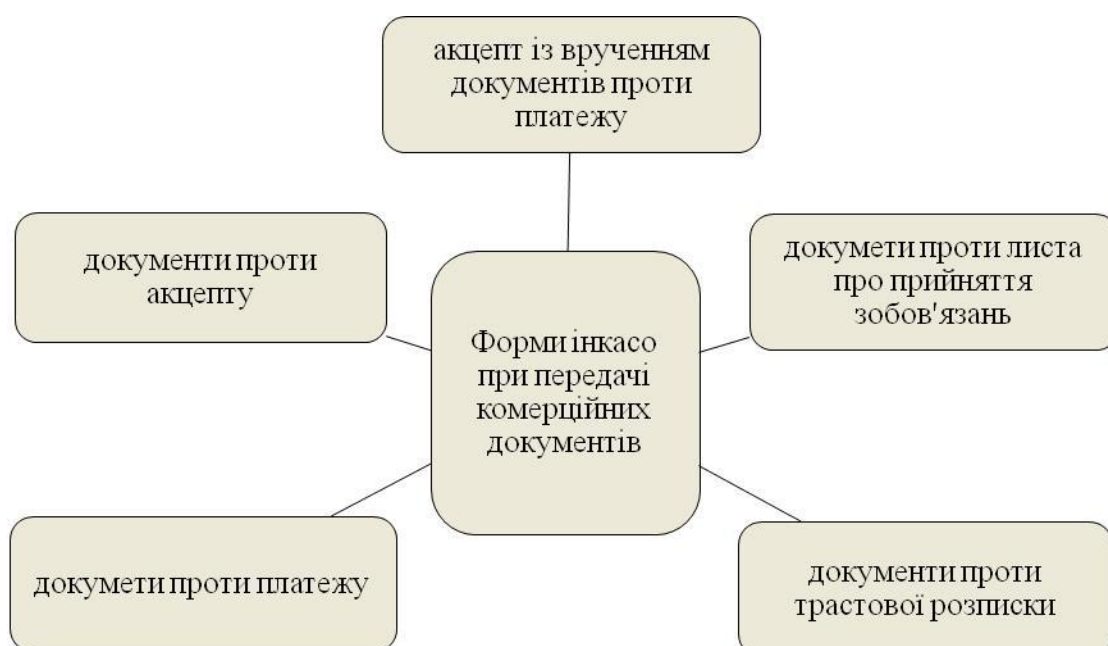 акцепт із врученням
документів проти
платежу
документи проти
акцепту
докумети проти листа
про прийняття
зобов'язань
Форми інкасо
при передачі
комерційних
документів
докумети проти платежу
документи проти
трастової розписки